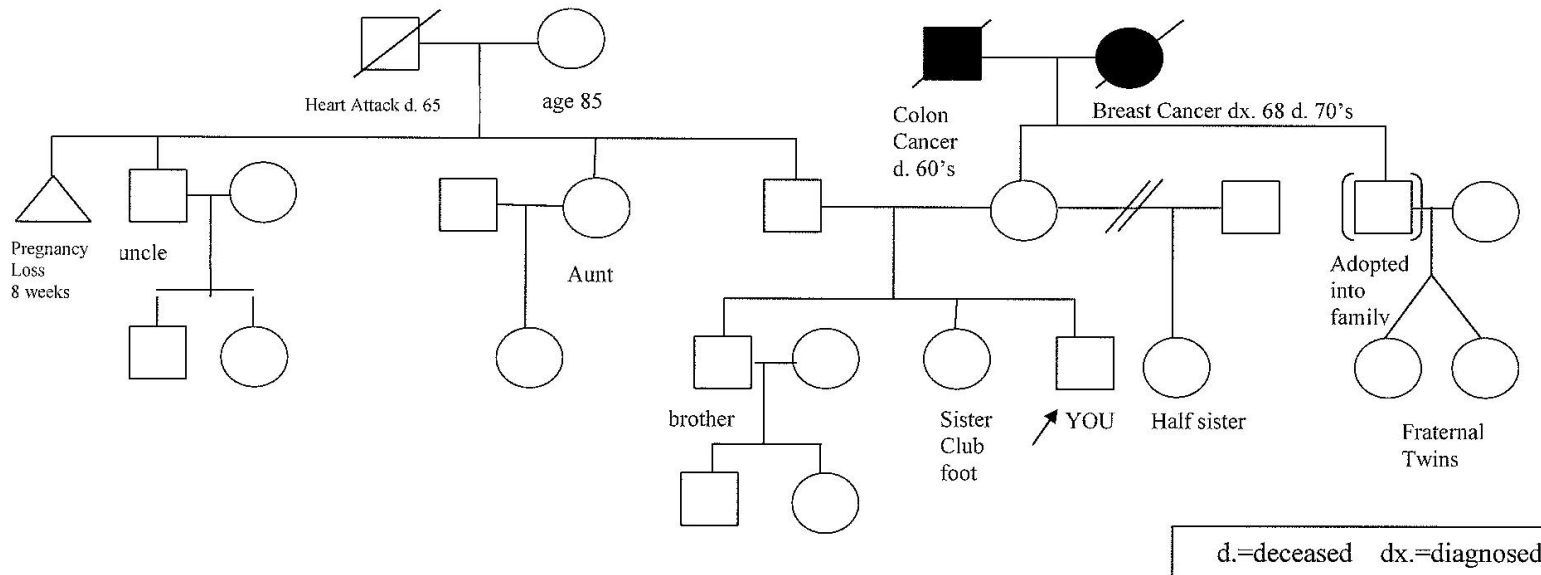 Heart Attack d. 65
age 85
Colon
Cancer
d. 60's
Breast Cancer dx. 68 d. 70's
Pregnancy
Loss
8 weeks
uncle
Aunt
Adopted
into
family
brother
Sister
Club
foot
YOU
Half sister
Fraternal
Twins
d.=deceased dx.=diagnosed